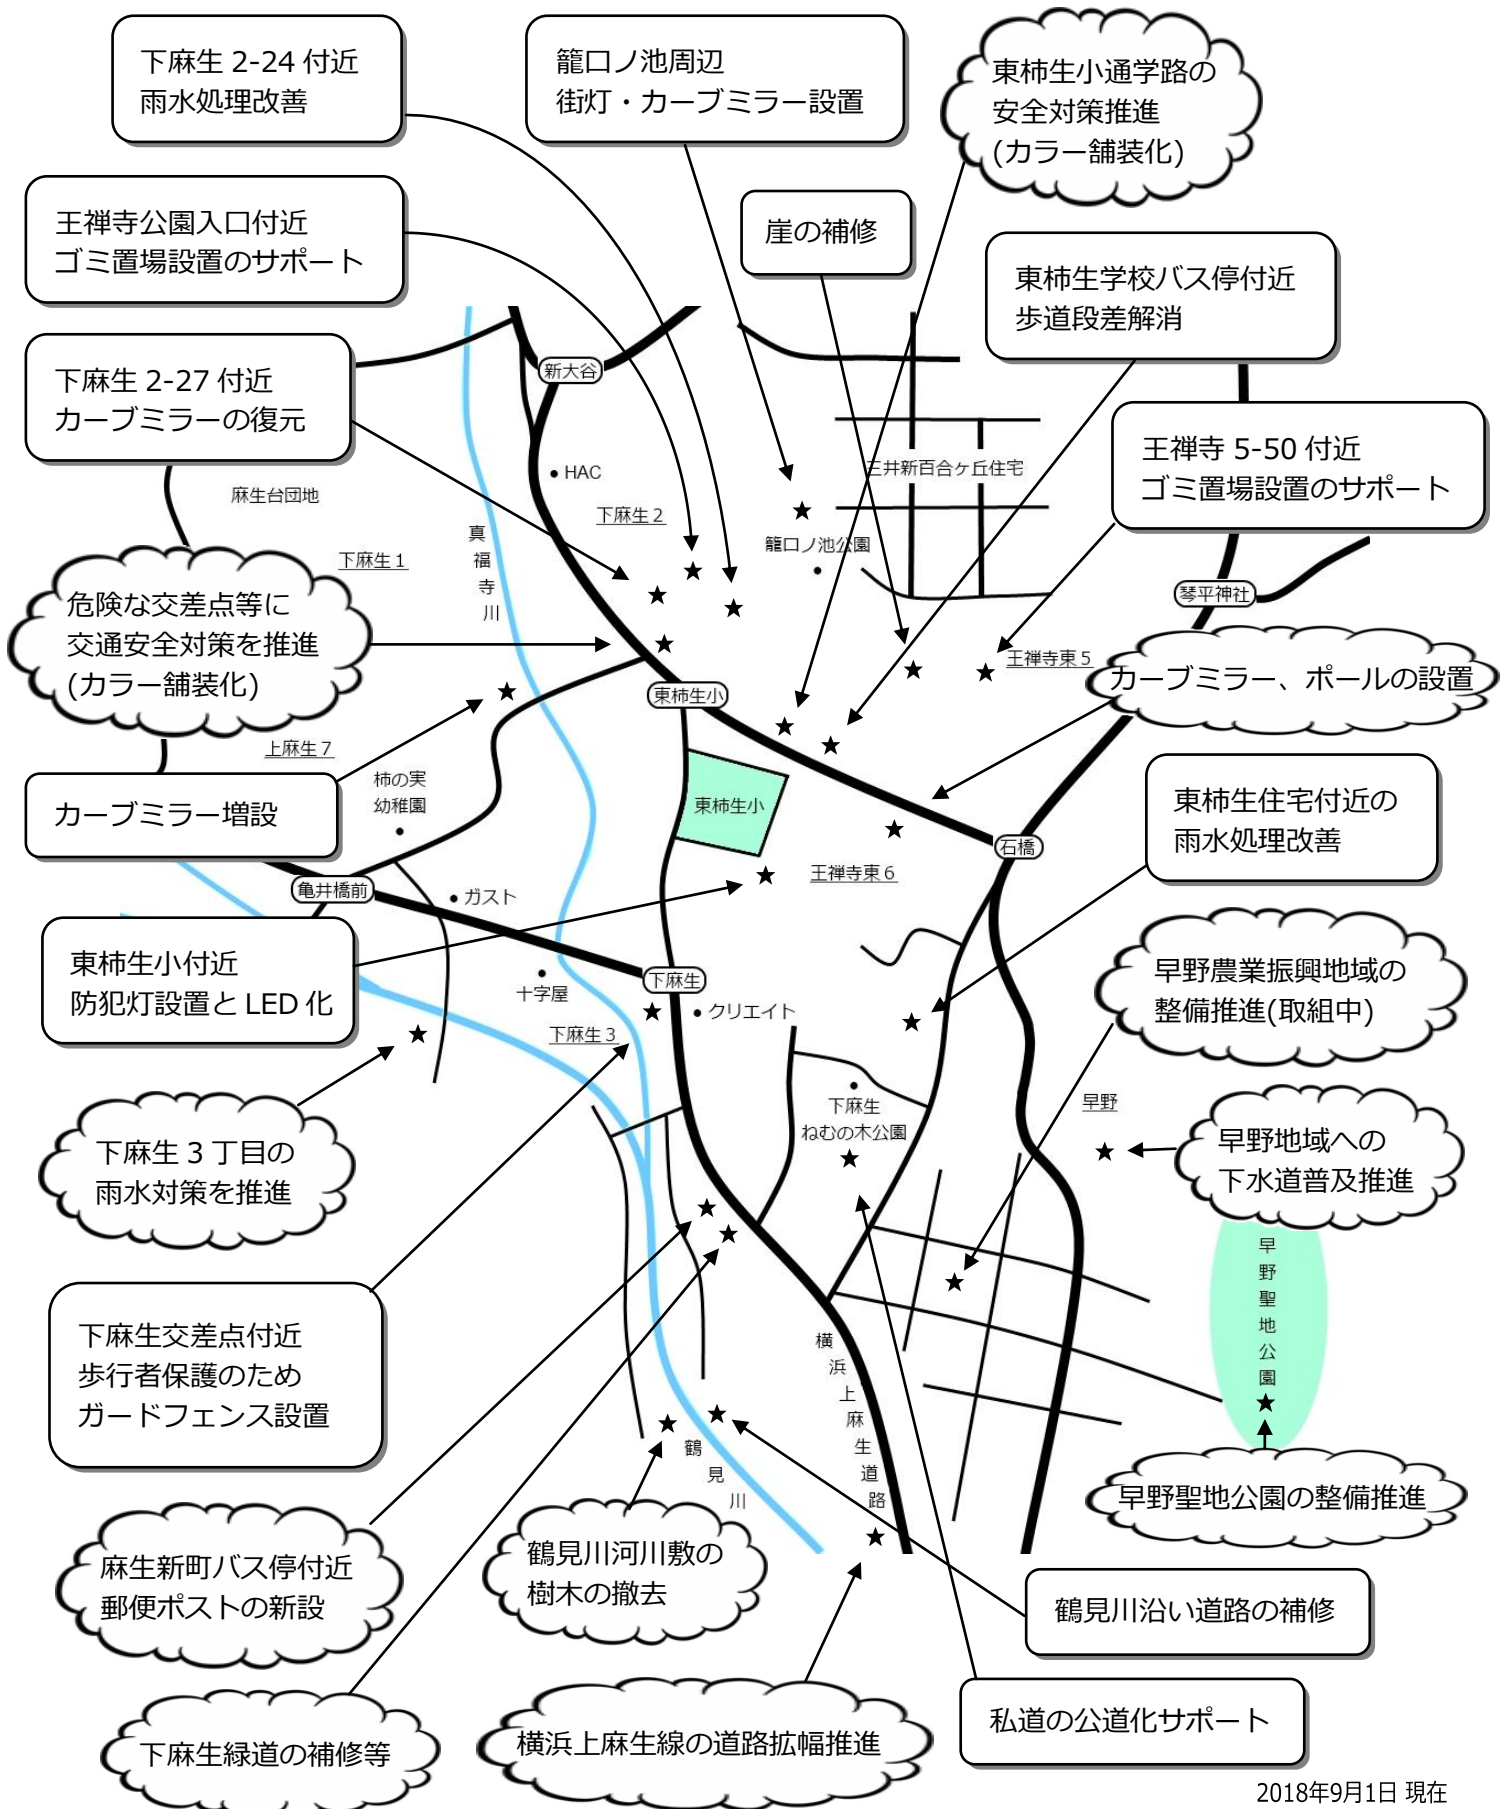 下麻生 2-24 付近
雨水処理改善
籠口ノ池周辺
街灯・カーブミラー設置
東柿生小通学路の
安全対策推進
(カラー舗装化)
王禅寺公園入口付近
ゴミ置場設置のサポート
崖の補修
東柿生学校バス停付近
歩道段差解消
下麻生 2-27 付近
カーブミラーの復元
新大谷
王禅寺 5-50 付近
ゴミ置場設置のサポート
HAC
三井新百合ケ丘住宅
麻生台団地
下麻生2
真福寺川
籠口ノ池公園
下麻生1
琴平神社
危険な交差点等に
交通安全対策を推進
(カラー舗装化)
王禅寺東5
カーブミラー、ポールの設置
東柿生小
上麻生7
柿の実
幼稚園
カーブミラー増設
東柿生小
東柿生住宅付近の
雨水処理改善
石橋
王禅寺東6
亀井橋前
ガスト
東柿生小付近
防犯灯設置と LED 化
下麻生
十字屋
クリエイト
下麻生3
早野農業振興地域の
整備推進(取組中)
下麻生
ねむの木公園
早野
下麻生 3 丁目の
雨水対策を推進
早野地域への
下水道普及推進
早野聖地公園
下麻生交差点付近
歩行者保護のため
ガードフェンス設置
横浜上麻生道路
鶴見川
早野聖地公園の整備推進
麻生新町バス停付近
郵便ポストの新設
鶴見川河川敷の
樹木の撤去
鶴見川沿い道路の補修
下麻生緑道の補修等
横浜上麻生線の道路拡幅推進
私道の公道化サポート
2018年9月1日 現在